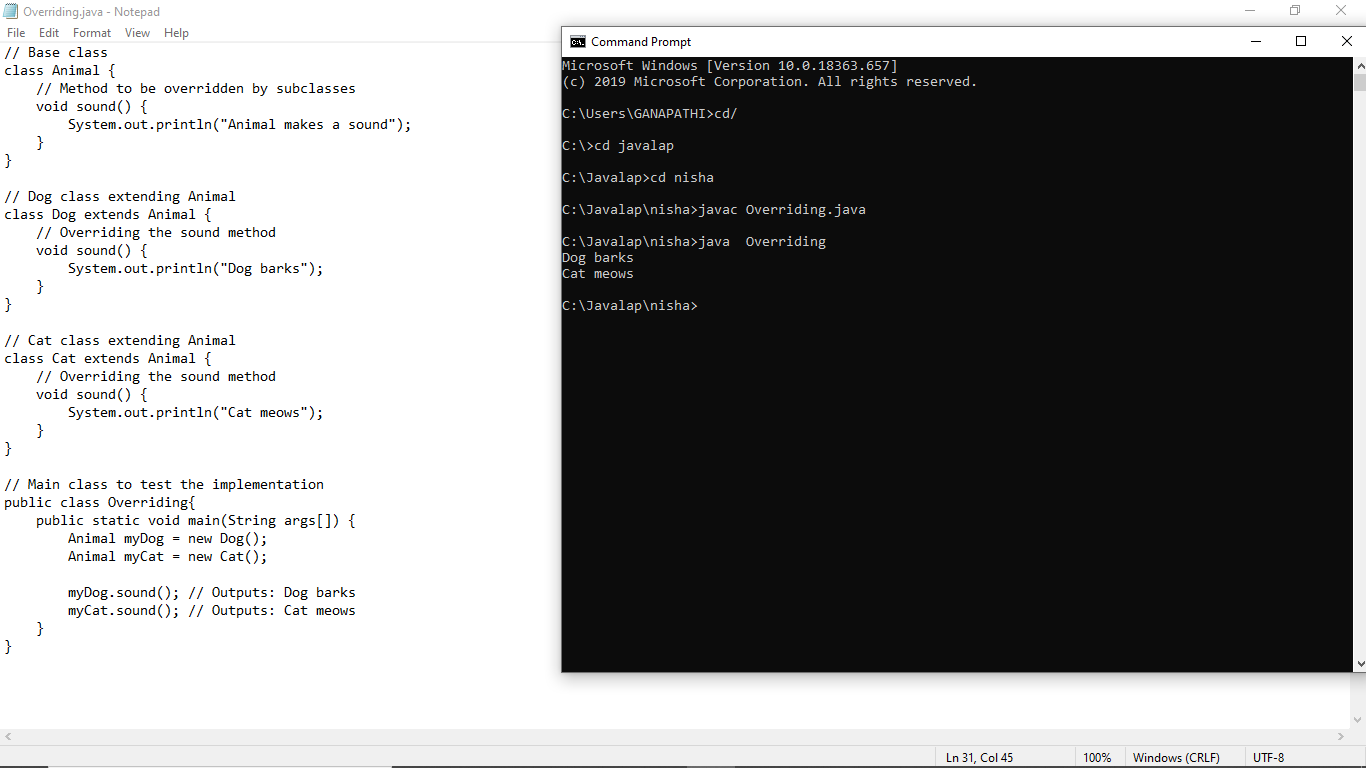 Overriding.java - Notepad
File Edit Format View Help
// Base class
class Animal {
    // Method to be overridden by subclasses
    void sound() {
        System.out.println("Animal makes a sound");
    }
}

// Dog class extending Animal
class Dog extends Animal {
    // Overriding the sound method
    void sound() {
        System.out.println("Dog barks");
    }
}

// Cat class extending Animal
class Cat extends Animal {
    // Overriding the sound method
    void sound() {
        System.out.println("Cat meows");
    }
}

// Main class to test the implementation
public class Overriding{
    public static void main(String args[]) {
        Animal myDog = new Dog();
        Animal myCat = new Cat();

        myDog.sound(); // Outputs: Dog barks
        myCat.sound(); // Outputs: Cat meows
    }
}
C:\. Command Prompt
Microsoft Windows [Version 10.0.18363.657]
(c) 2019 Microsoft Corporation. All rights reserved.

C:\Users\GANAPATHI>cd/

C:\>cd javalap

C:\Javalap>cd nisha

C:\Javalap\nisha>javac Overriding.java

C:\Javalap\nisha>java  Overriding
Dog barks
Cat meows

C:\Javalap\nisha>
Ln 31, Col 45 100% Windows (CRLF) UTF-8